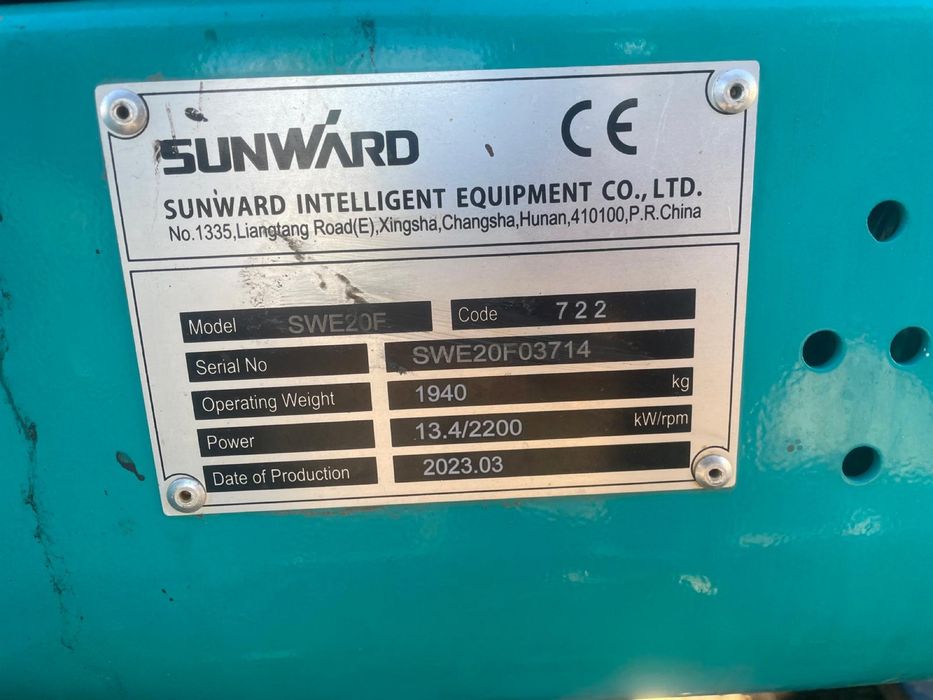 SUNWARD CE
SUNWARD INTELLIGENT EQUIPMENT CO., LTD.
No.1335,Liangtang Road(E),Xingsha,Changsha,Hunan,410100,P.R.China
Model SWE20F Code 722
Serial No SWE20F03714
Operating Weight 1940 kg
Power 13.4/2200 kW/rpm
Date of Production 2023.03